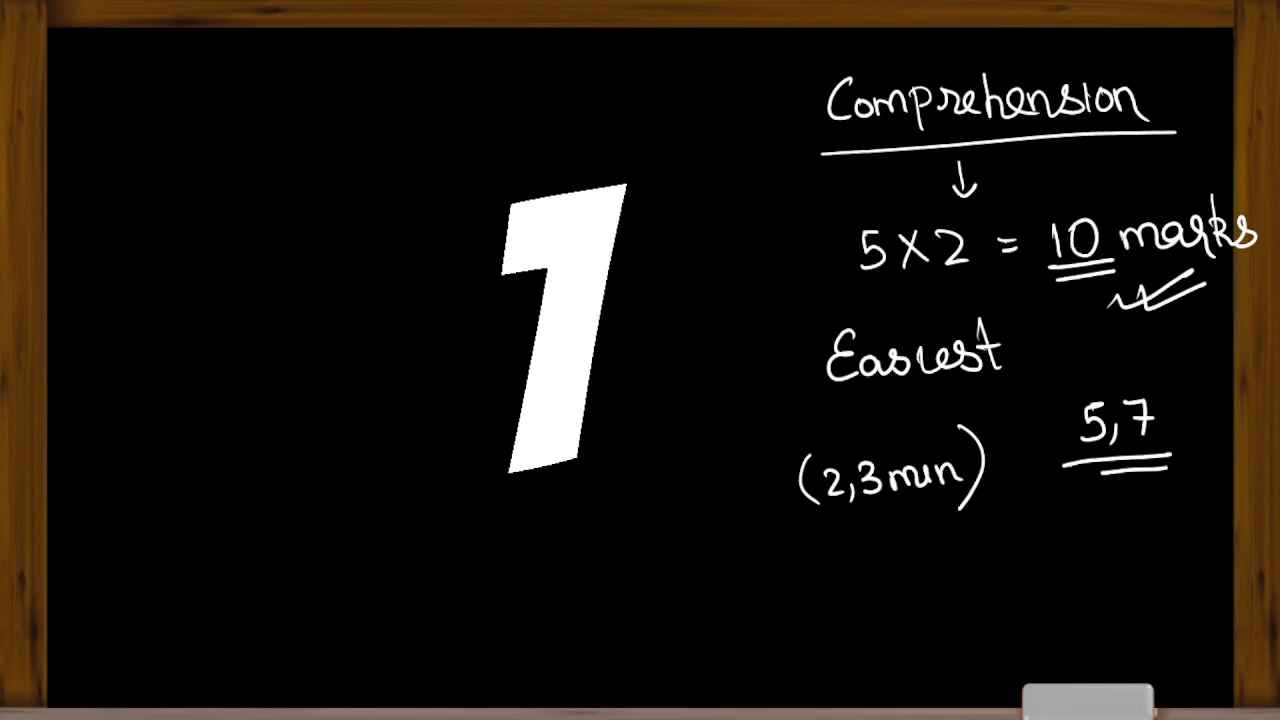 1
Comprehension
↓
5 × 2 = 10 marks
Easiest
5, 7
(2, 3 min)